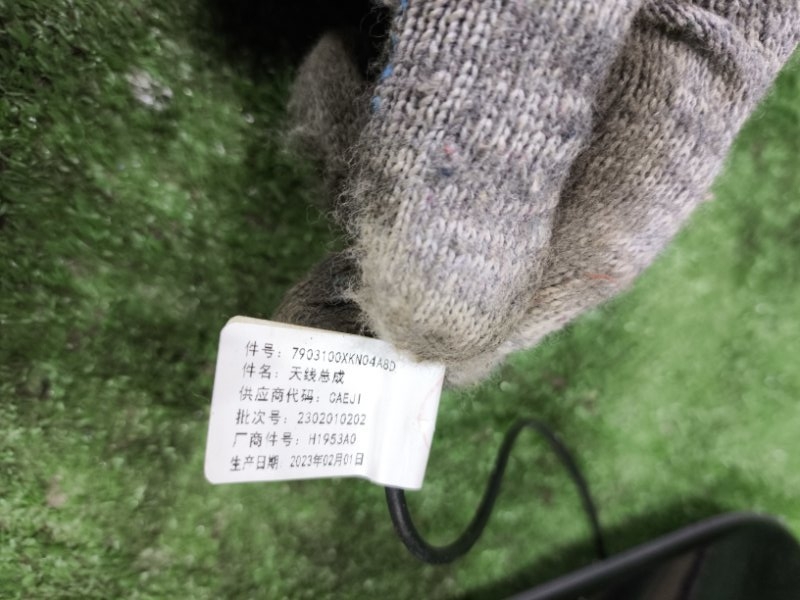 件号: 7903100XKN04A8D
件名: 天线总成
供应商代码: CAEJI
批次号: 2302010202
厂商件号: H1953A0
生产日期: 2023年02月01日